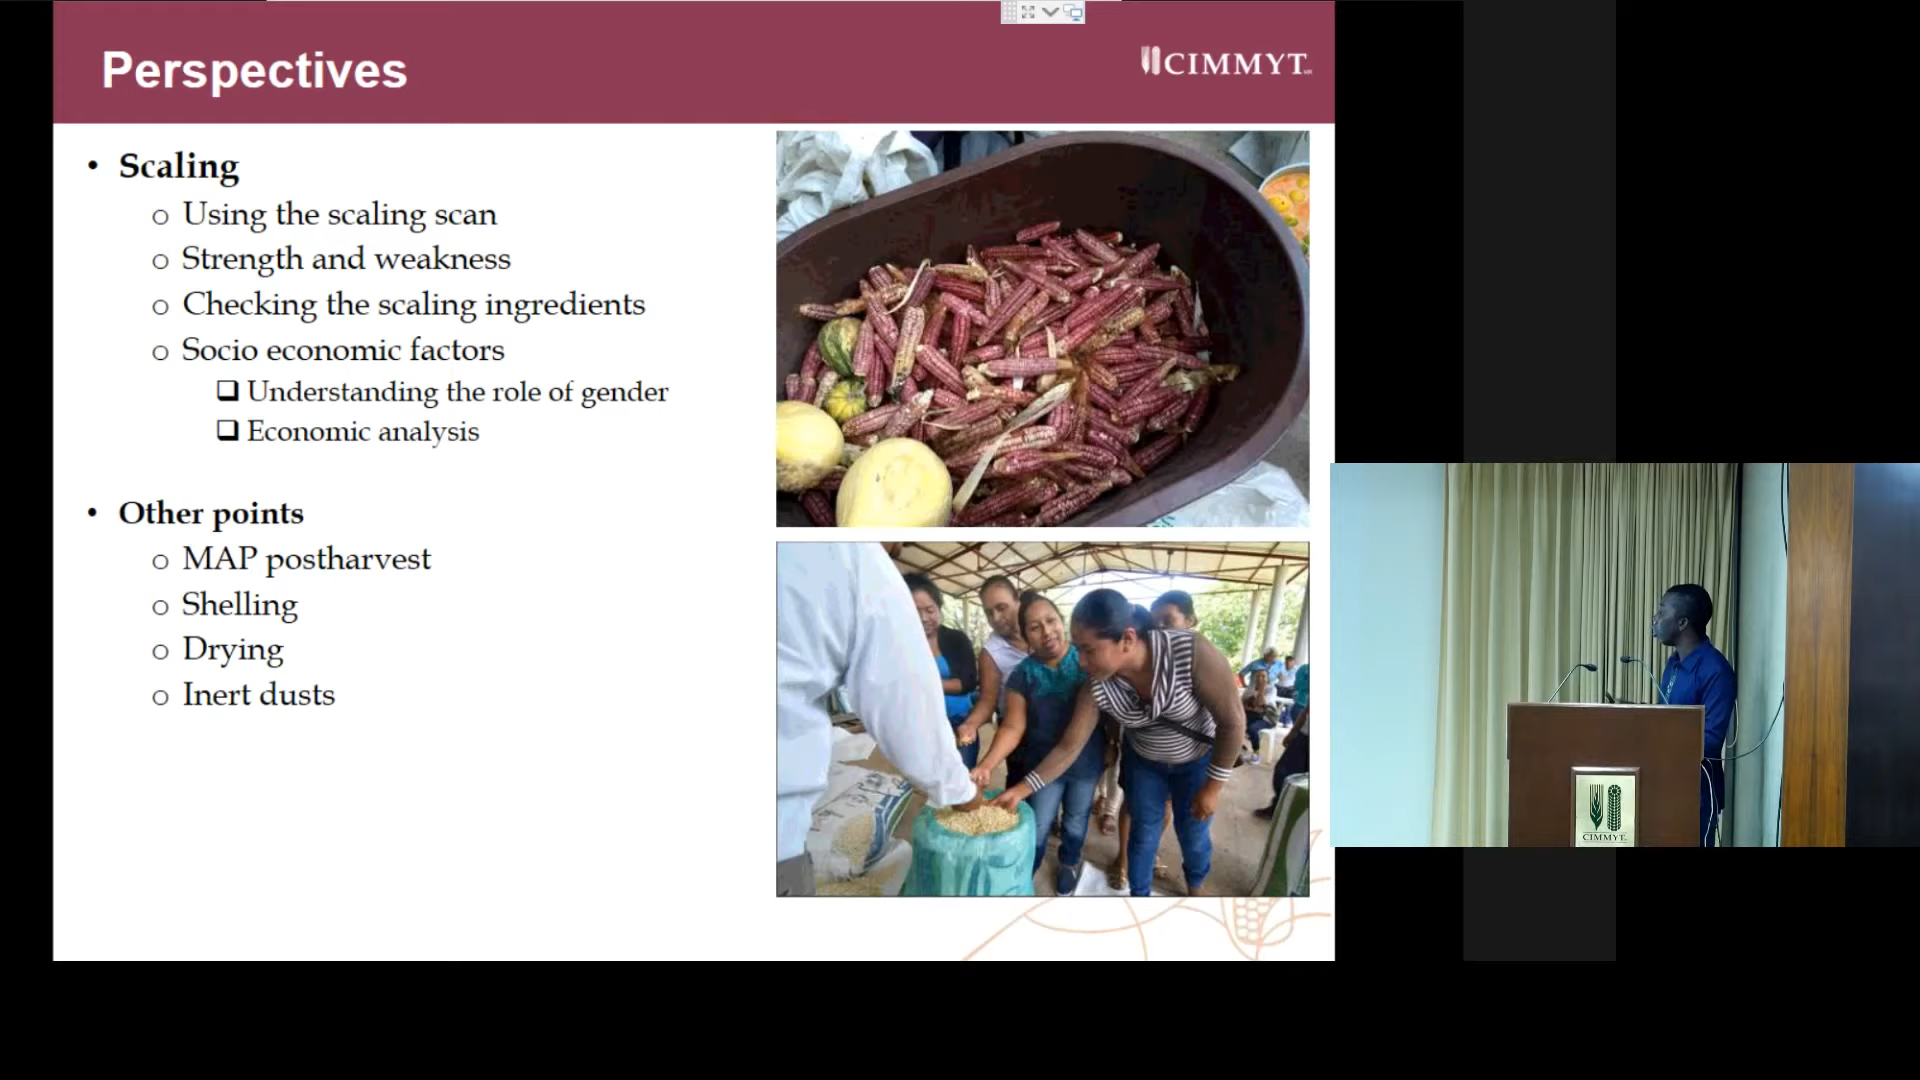 Perspectives
CIMMYT
• Scaling
o Using the scaling scan
o Strength and weakness
o Checking the scaling ingredients
o Socio economic factors
❑ Understanding the role of gender
❑ Economic analysis
• Other points
o MAP postharvest
o Shelling
o Drying
o Inert dusts
CIMMYT